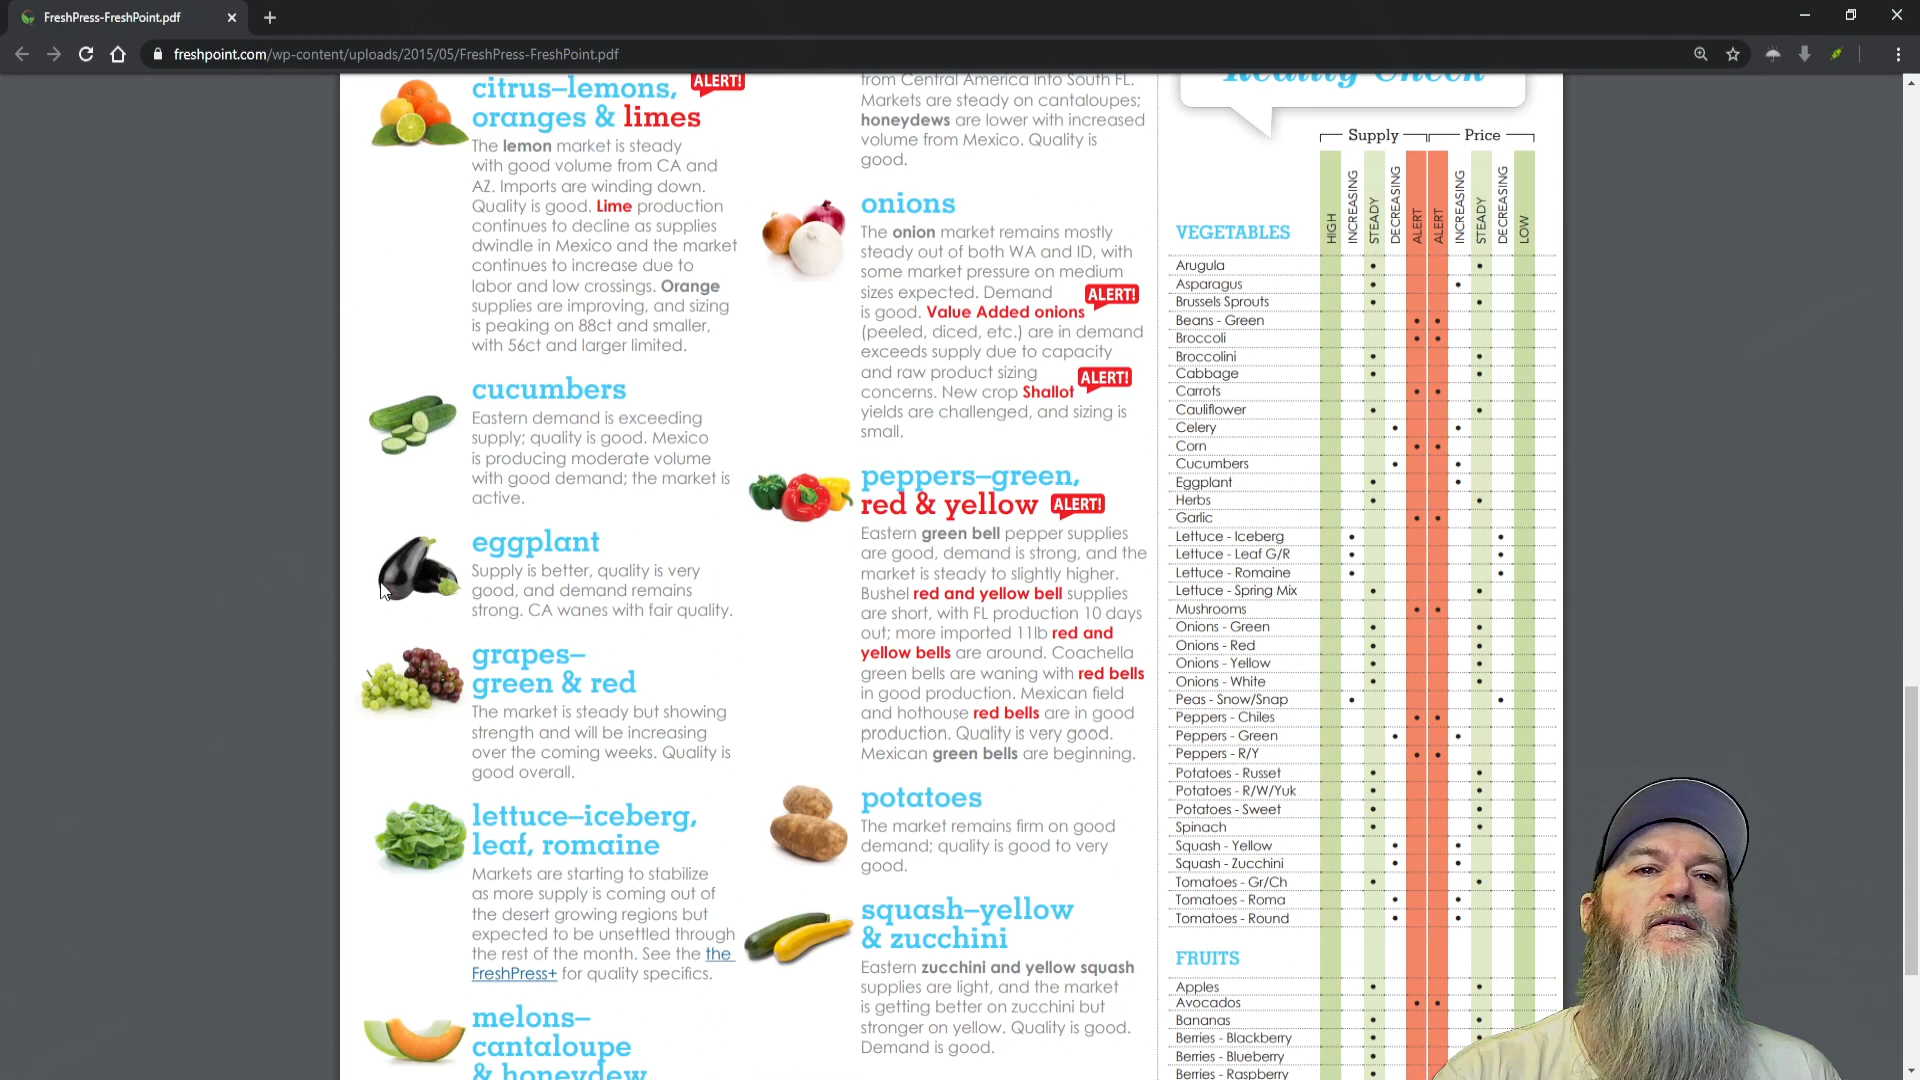 FreshPress-FreshPoint.pdf
freshpoint.com/wp-content/uploads/2015/05/FreshPress-FreshPoint.pdf
citrus–lemons, ALERT!
oranges & limes
The lemon market is steady
with good volume from CA and
AZ. Imports are winding down.
Quality is good. Lime production
continues to decline as supplies
dwindle in Mexico and the market
continues to increase due to
labor and low crossings. Orange
supplies are improving, and sizing
is peaking on 88ct and smaller,
with 56ct and larger limited.
cucumbers
Eastern demand is exceeding
supply; quality is good. Mexico
is producing moderate volume
with good demand; the market is
active.
eggplant
Supply is better, quality is very
good, and demand remains
strong. CA wanes with fair quality.
grapes–
green & red
The market is steady but showing
strength and will be increasing
over the coming weeks. Quality is
good overall.
lettuce–iceberg,
leaf, romaine
Markets are starting to stabilize
as more supply is coming out of
the desert growing regions but
expected to be unsettled through
the rest of the month. See the the
FreshPress+ for quality specifics.
melons–
cantaloupe
& honeydew
from Central America into South FL.
Markets are steady on cantaloupes;
honeydews are lower with increased
volume from Mexico. Quality is
good.
onions
The onion market remains mostly
steady out of both WA and ID, with
some market pressure on medium
sizes expected. Demand ALERT!
is good. Value Added onions
(peeled, diced, etc.) are in demand
exceeds supply due to capacity
and raw product sizing ALERT!
concerns. New crop Shallot
yields are challenged, and sizing is
small.
peppers–green,
red & yellow ALERT!
Eastern green bell pepper supplies
are good, demand is strong, and the
market is steady to slightly higher.
Bushel red and yellow bell supplies
are short, with FL production 10 days
out; more imported 11lb red and
yellow bells are around. Coachella
green bells are waning with red bells
in good production. Mexican field
and hothouse red bells are in good
production. Quality is very good.
Mexican green bells are beginning.
potatoes
The market remains firm on good
demand; quality is good to very
good.
squash–yellow
& zucchini
Eastern zucchini and yellow squash
supplies are light, and the market
is getting better on zucchini but
stronger on yellow. Quality is good.
Demand is good.
Reality Check
Supply Price
VEGETABLES HIGH INCREASING STEADY DECREASING ALERT ALERT INCREASING STEADY DECREASING LOW
Arugula
Asparagus
Brussels Sprouts
Beans - Green
Broccoli
Broccolini
Cabbage
Carrots
Cauliflower
Celery
Corn
Cucumbers
Eggplant
Herbs
Garlic
Lettuce - Iceberg
Lettuce - Leaf G/R
Lettuce - Romaine
Lettuce - Spring Mix
Mushrooms
Onions - Green
Onions - Red
Onions - Yellow
Onions - White
Peas - Snow/Snap
Peppers - Chiles
Peppers - Green
Peppers - R/Y
Potatoes - Russet
Potatoes - R/W/Yuk
Potatoes - Sweet
Spinach
Squash - Yellow
Squash - Zucchini
Tomatoes - Gr/Ch
Tomatoes - Roma
Tomatoes - Round
FRUITS
Apples
Avocados
Bananas
Berries - Blackberry
Berries - Blueberry
Berries - Raspberry